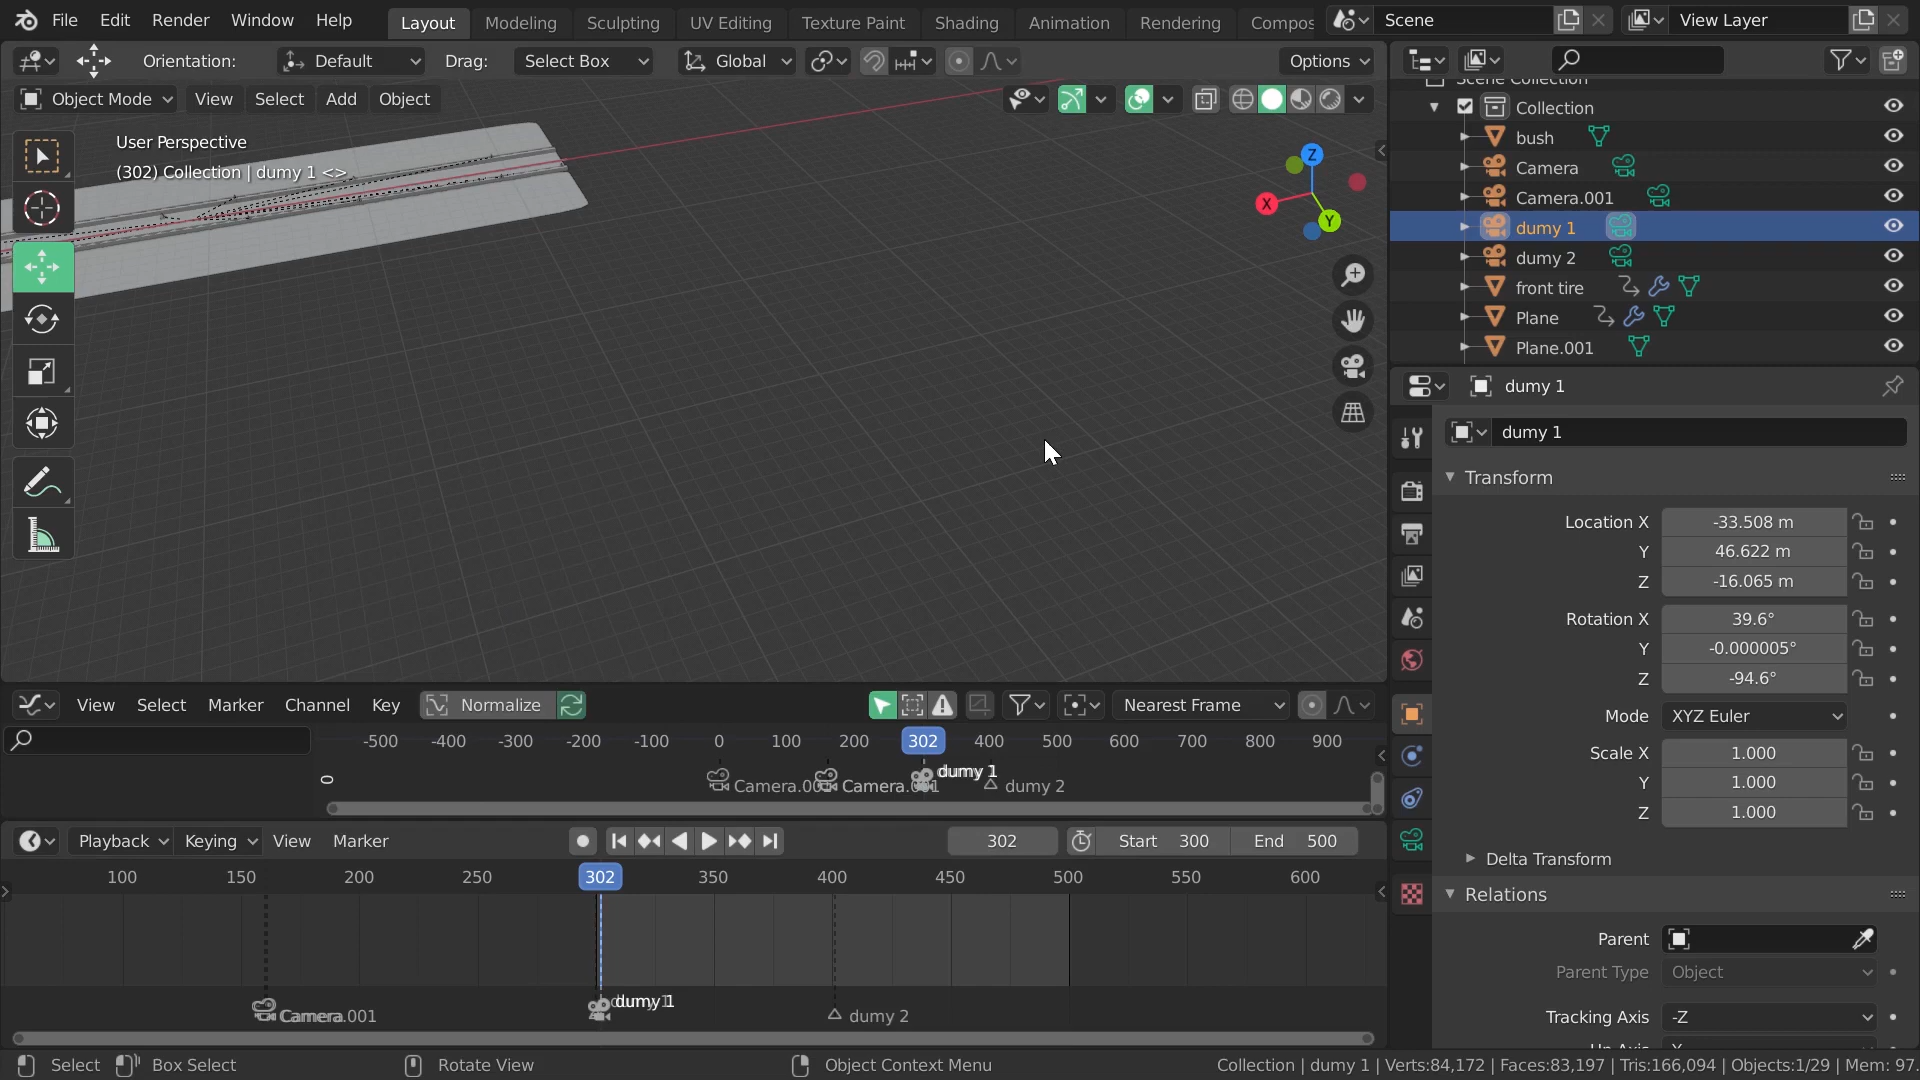 File Edit Render Window Help Layout Modeling Sculpting UV Editing Texture Paint Shading Animation Rendering Compos Scene View Layer
Orientation: Default Drag: Select Box Global Options
Object Mode View Select Add Object
User Perspective
(302) Collection | dumy 1 <>
Z
X
Y
Scene Collection
Collection
bush
Camera
Camera.001
dumy 1
dumy 2
front tire
Plane
Plane.001
dumy 1
dumy 1
Transform
Location X -33.508 m
Y 46.622 m
Z -16.065 m
Rotation X 39.6°
Y -0.000005°
Z -94.6°
Mode XYZ Euler
Scale X 1.000
Y 1.000
Z 1.000
Delta Transform
Relations
Parent
Parent Type Object
Tracking Axis -Z
View Select Marker Channel Key Normalize Nearest Frame
-500 -400 -300 -200 -100 0 100 200 302 400 500 600 700 800 900
0
dumy 1
Camera.001 Camera.001 dumy 2
Playback Keying View Marker 302 Start 300 End 500
100 150 200 250 302 350 400 450 500 550 600
dumy 1
Camera.001 dumy 2
Select Box Select Rotate View Object Context Menu Collection | dumy 1 | Verts:84,172 | Faces:83,197 | Tris:166,094 | Objects:1/29 | Mem: 97.